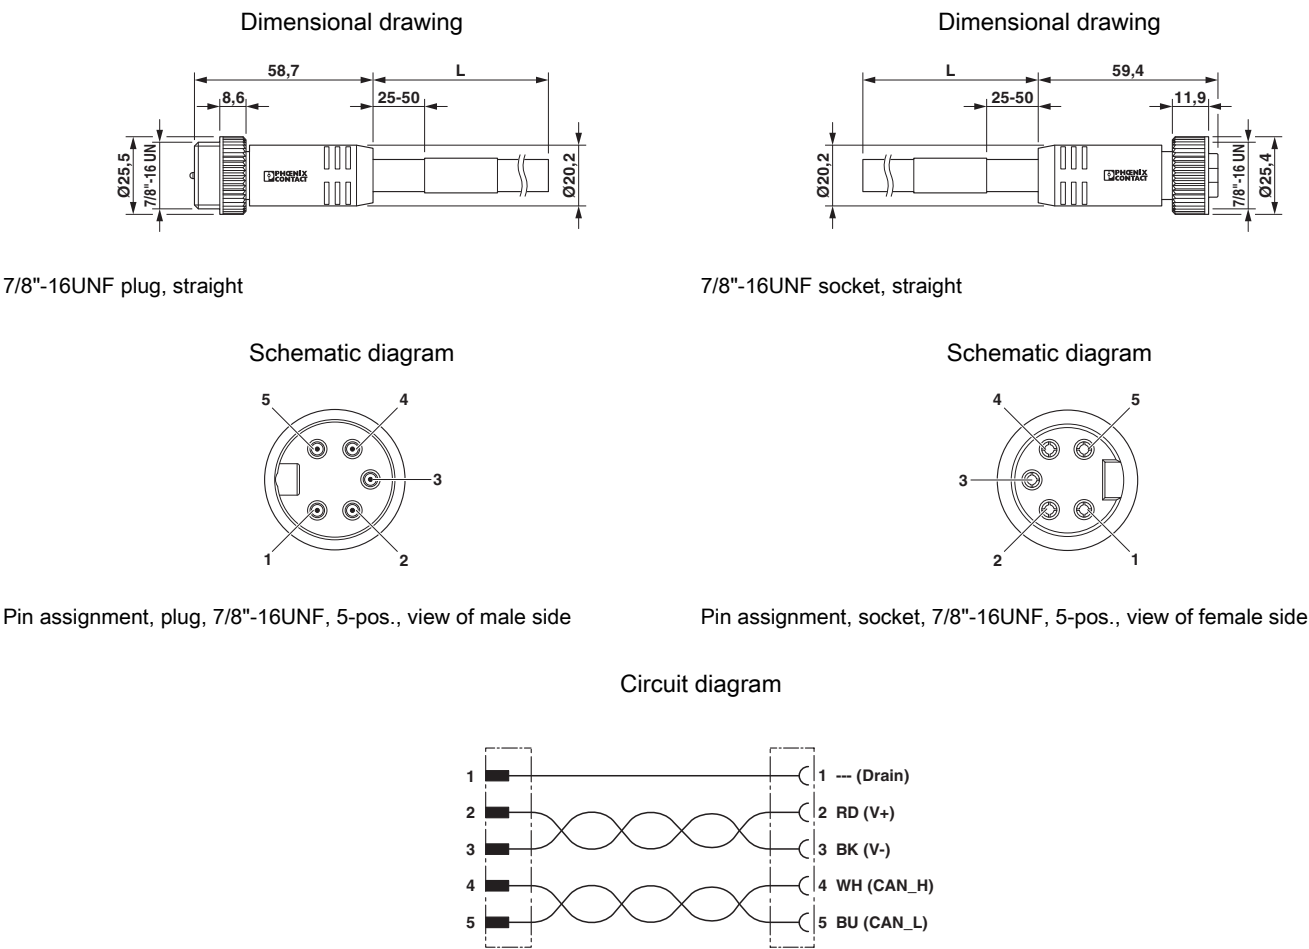 Dimensional drawing
58,7
L
8,6
25-50
Ø25,5
7/8"-16 UN
PHŒNIX
CONTACT
Ø20,2
7/8"-16UNF plug, straight
Dimensional drawing
L
59,4
25-50
11,9
Ø20,2
PHŒNIX
CONTACT
7/8"-16 UN
Ø25,4
7/8"-16UNF socket, straight
Schematic diagram
5
4
3
1
2
Pin assignment, plug, 7/8"-16UNF, 5-pos., view of male side
Schematic diagram
4
5
3
2
1
Pin assignment, socket, 7/8"-16UNF, 5-pos., view of female side
Circuit diagram
1 1 --- (Drain)
2 2 RD (V+)
3 3 BK (V-)
4 4 WH (CAN_H)
5 5 BU (CAN_L)